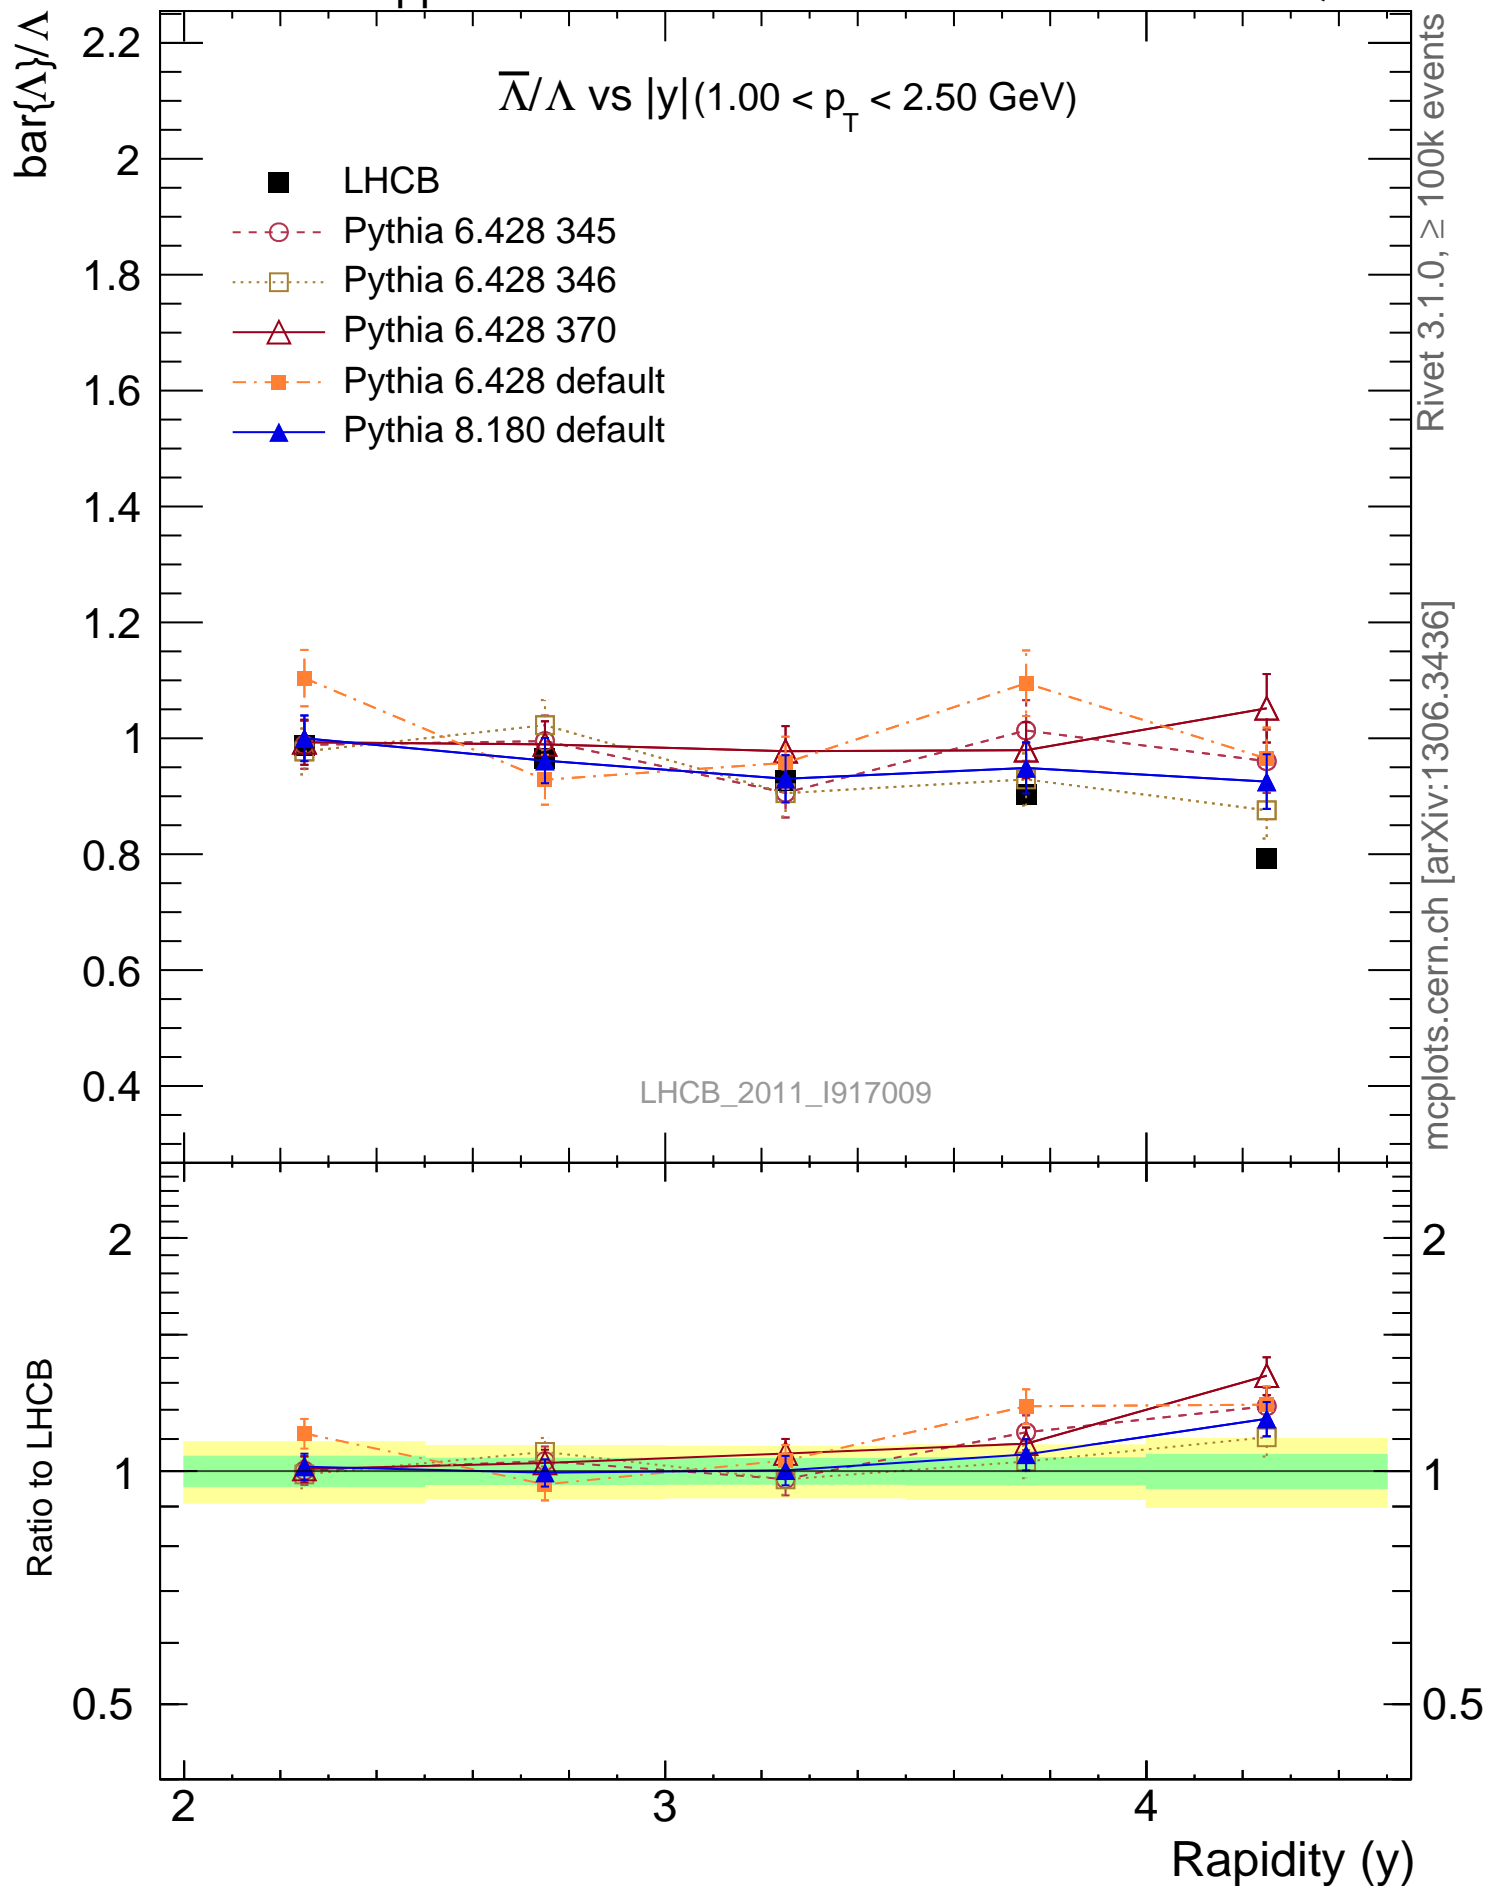 pp
bar{Λ}/Λ
Λ̅/Λ vs |y|(1.00 < p_T < 2.50 GeV)
LHCB
Pythia 6.428 345
Pythia 6.428 346
Pythia 6.428 370
Pythia 6.428 default
Pythia 8.180 default
2.2
2
1.8
1.6
1.4
1.2
1
0.8
0.6
0.4
LHCB_2011_I917009
Rivet 3.1.0, ≥ 100k events
mcplots.cern.ch [arXiv:1306.3436]
Ratio to LHCB
2
1
0.5
2
1
0.5
2
3
4
Rapidity (y)